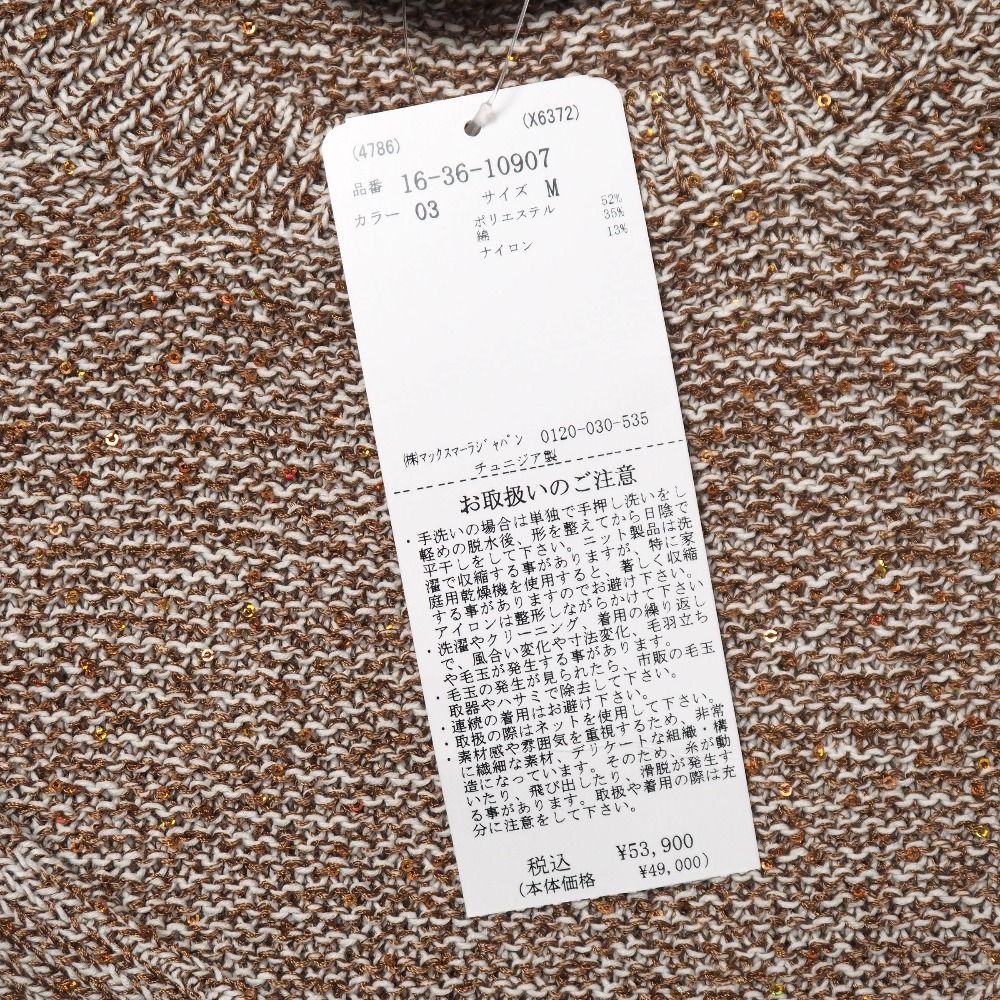 (4786) (X6372)
品番 16-36-10907
カラー 03 サイズ M
ポリエステル 52%
綿 35%
ナイロン 13%
㈱マックスマーラジャパン 0120-030-535
チュニジア製
お取扱いのご注意
・手洗いの場合は単独で手押し洗いをし
軽めの脱水後、形を整えてから日陰で
平干しをして下さい。ニット製品は洗
濯で収縮する事がありますが、特に家
庭用乾燥機を使用すると、著しく収縮
する事がありますのでお避け下さい。
アイロンは整形しながらかけて下さい
・洗濯やクリーニング、着用の繰り返し
で、風合い変化や寸法変化、毛羽立ち
や毛玉が発生する事があります。
・毛玉の発生が見られたら、市販の毛玉
取器やハサミで除去して下さい。
・連続の着用はお避け下さい。
・取扱の際はネットを使用して下さい。
・素材感や雰囲気を重視するため、非常
に繊細な素材、デリケートな組織・構
造になっています。そのため、糸が動
いたり、飛び出したり、滑脱が発生す
る事があります。取扱や着用の際は充
分に注意をして下さい。
税込 ¥53,900
(本体価格 ¥49,000)